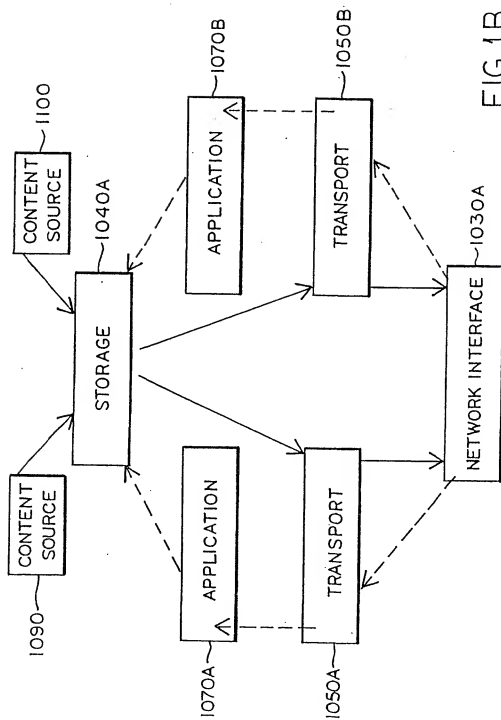 CONTENT
SOURCE
1090
CONTENT
SOURCE
1100
STORAGE
1040A
APPLICATION
1070A
APPLICATION
1070B
TRANSPORT
1050A
TRANSPORT
1050B
NETWORK INTERFACE
1030A
FIG. 1B